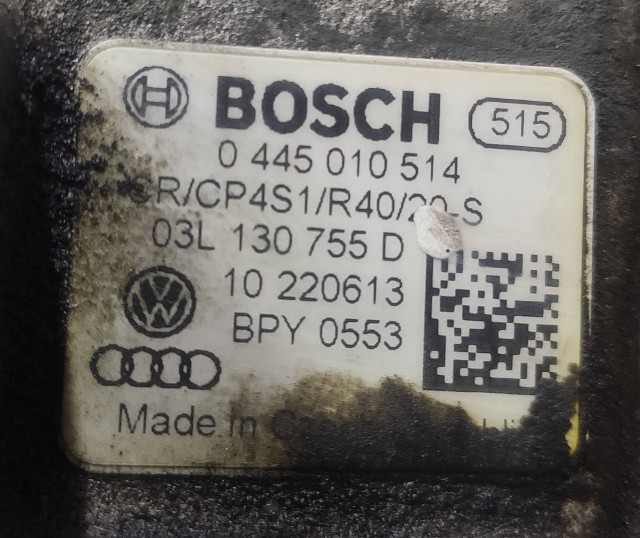 BOSCH 515
0 445 010 514
CR/CP4S1/R40/20-S
03L 130 755 D
10 220613
BPY 0553
Made in